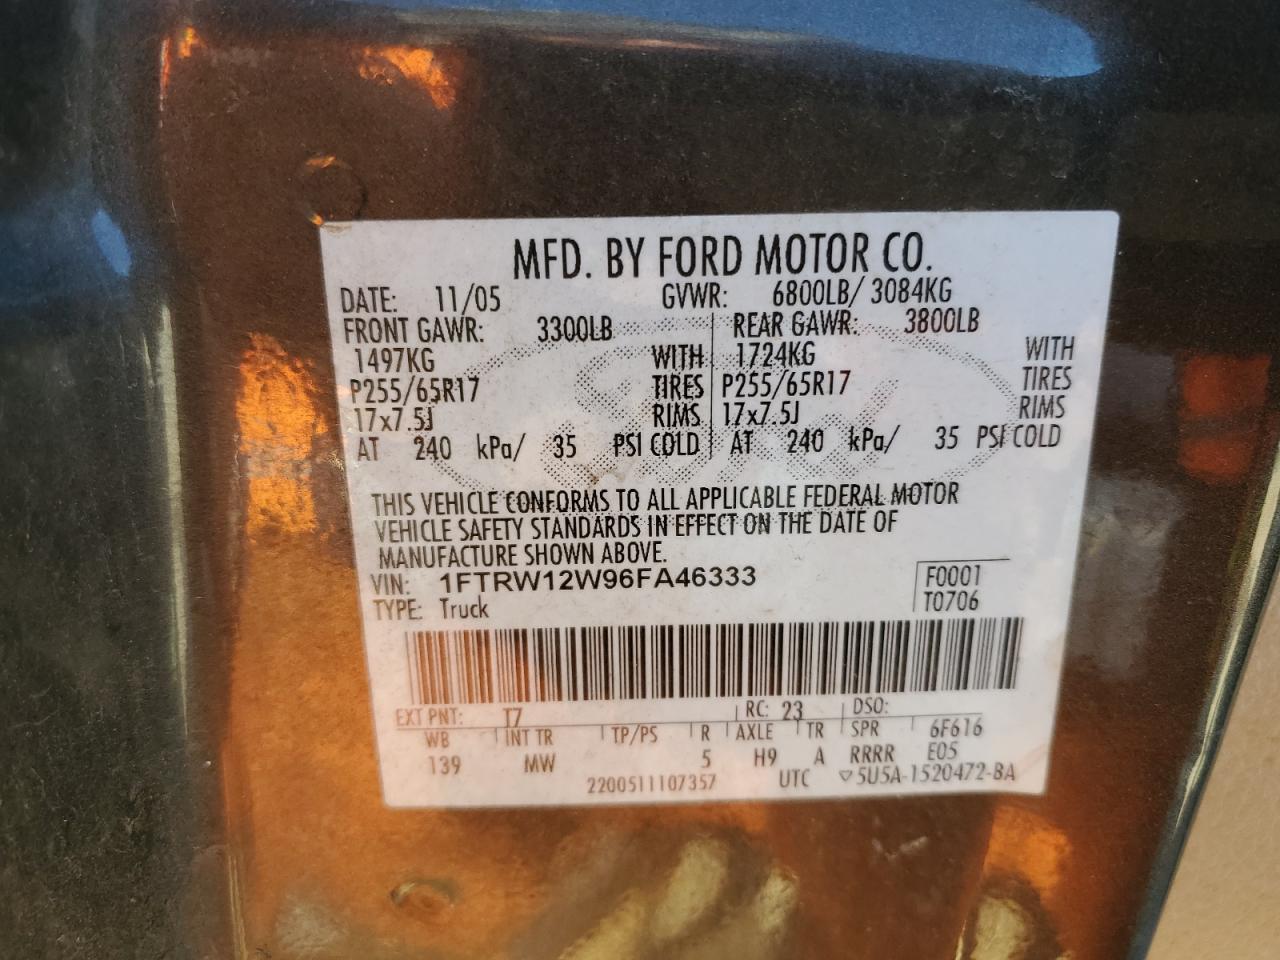 MFD. BY FORD MOTOR CO.
DATE: 11/05 GVWR: 6800LB/ 3084KG
FRONT GAWR: 3300LB REAR GAWR: 3800LB
1497KG WITH 1724KG WITH
P255/65R17 TIRES P255/65R17 TIRES
17x7.5J RIMS 17x7.5J RIMS
AT 240 kPa/ 35 PSI COLD AT 240 kPa/ 35 PSI COLD
THIS VEHICLE CONFORMS TO ALL APPLICABLE FEDERAL MOTOR
VEHICLE SAFETY STANDARDS IN EFFECT ON THE DATE OF
MANUFACTURE SHOWN ABOVE.
VIN: 1FTRW12W96FA46333 F0001
TYPE: Truck T0706
EXT PNT: T7 RC: 23 DSO:
WB INT TR TP/PS R AXLE TR SPR 6F616
139 MW 5 H9 A RRRR E05
2200511107357 UTC ▽5U5A-1520472-BA